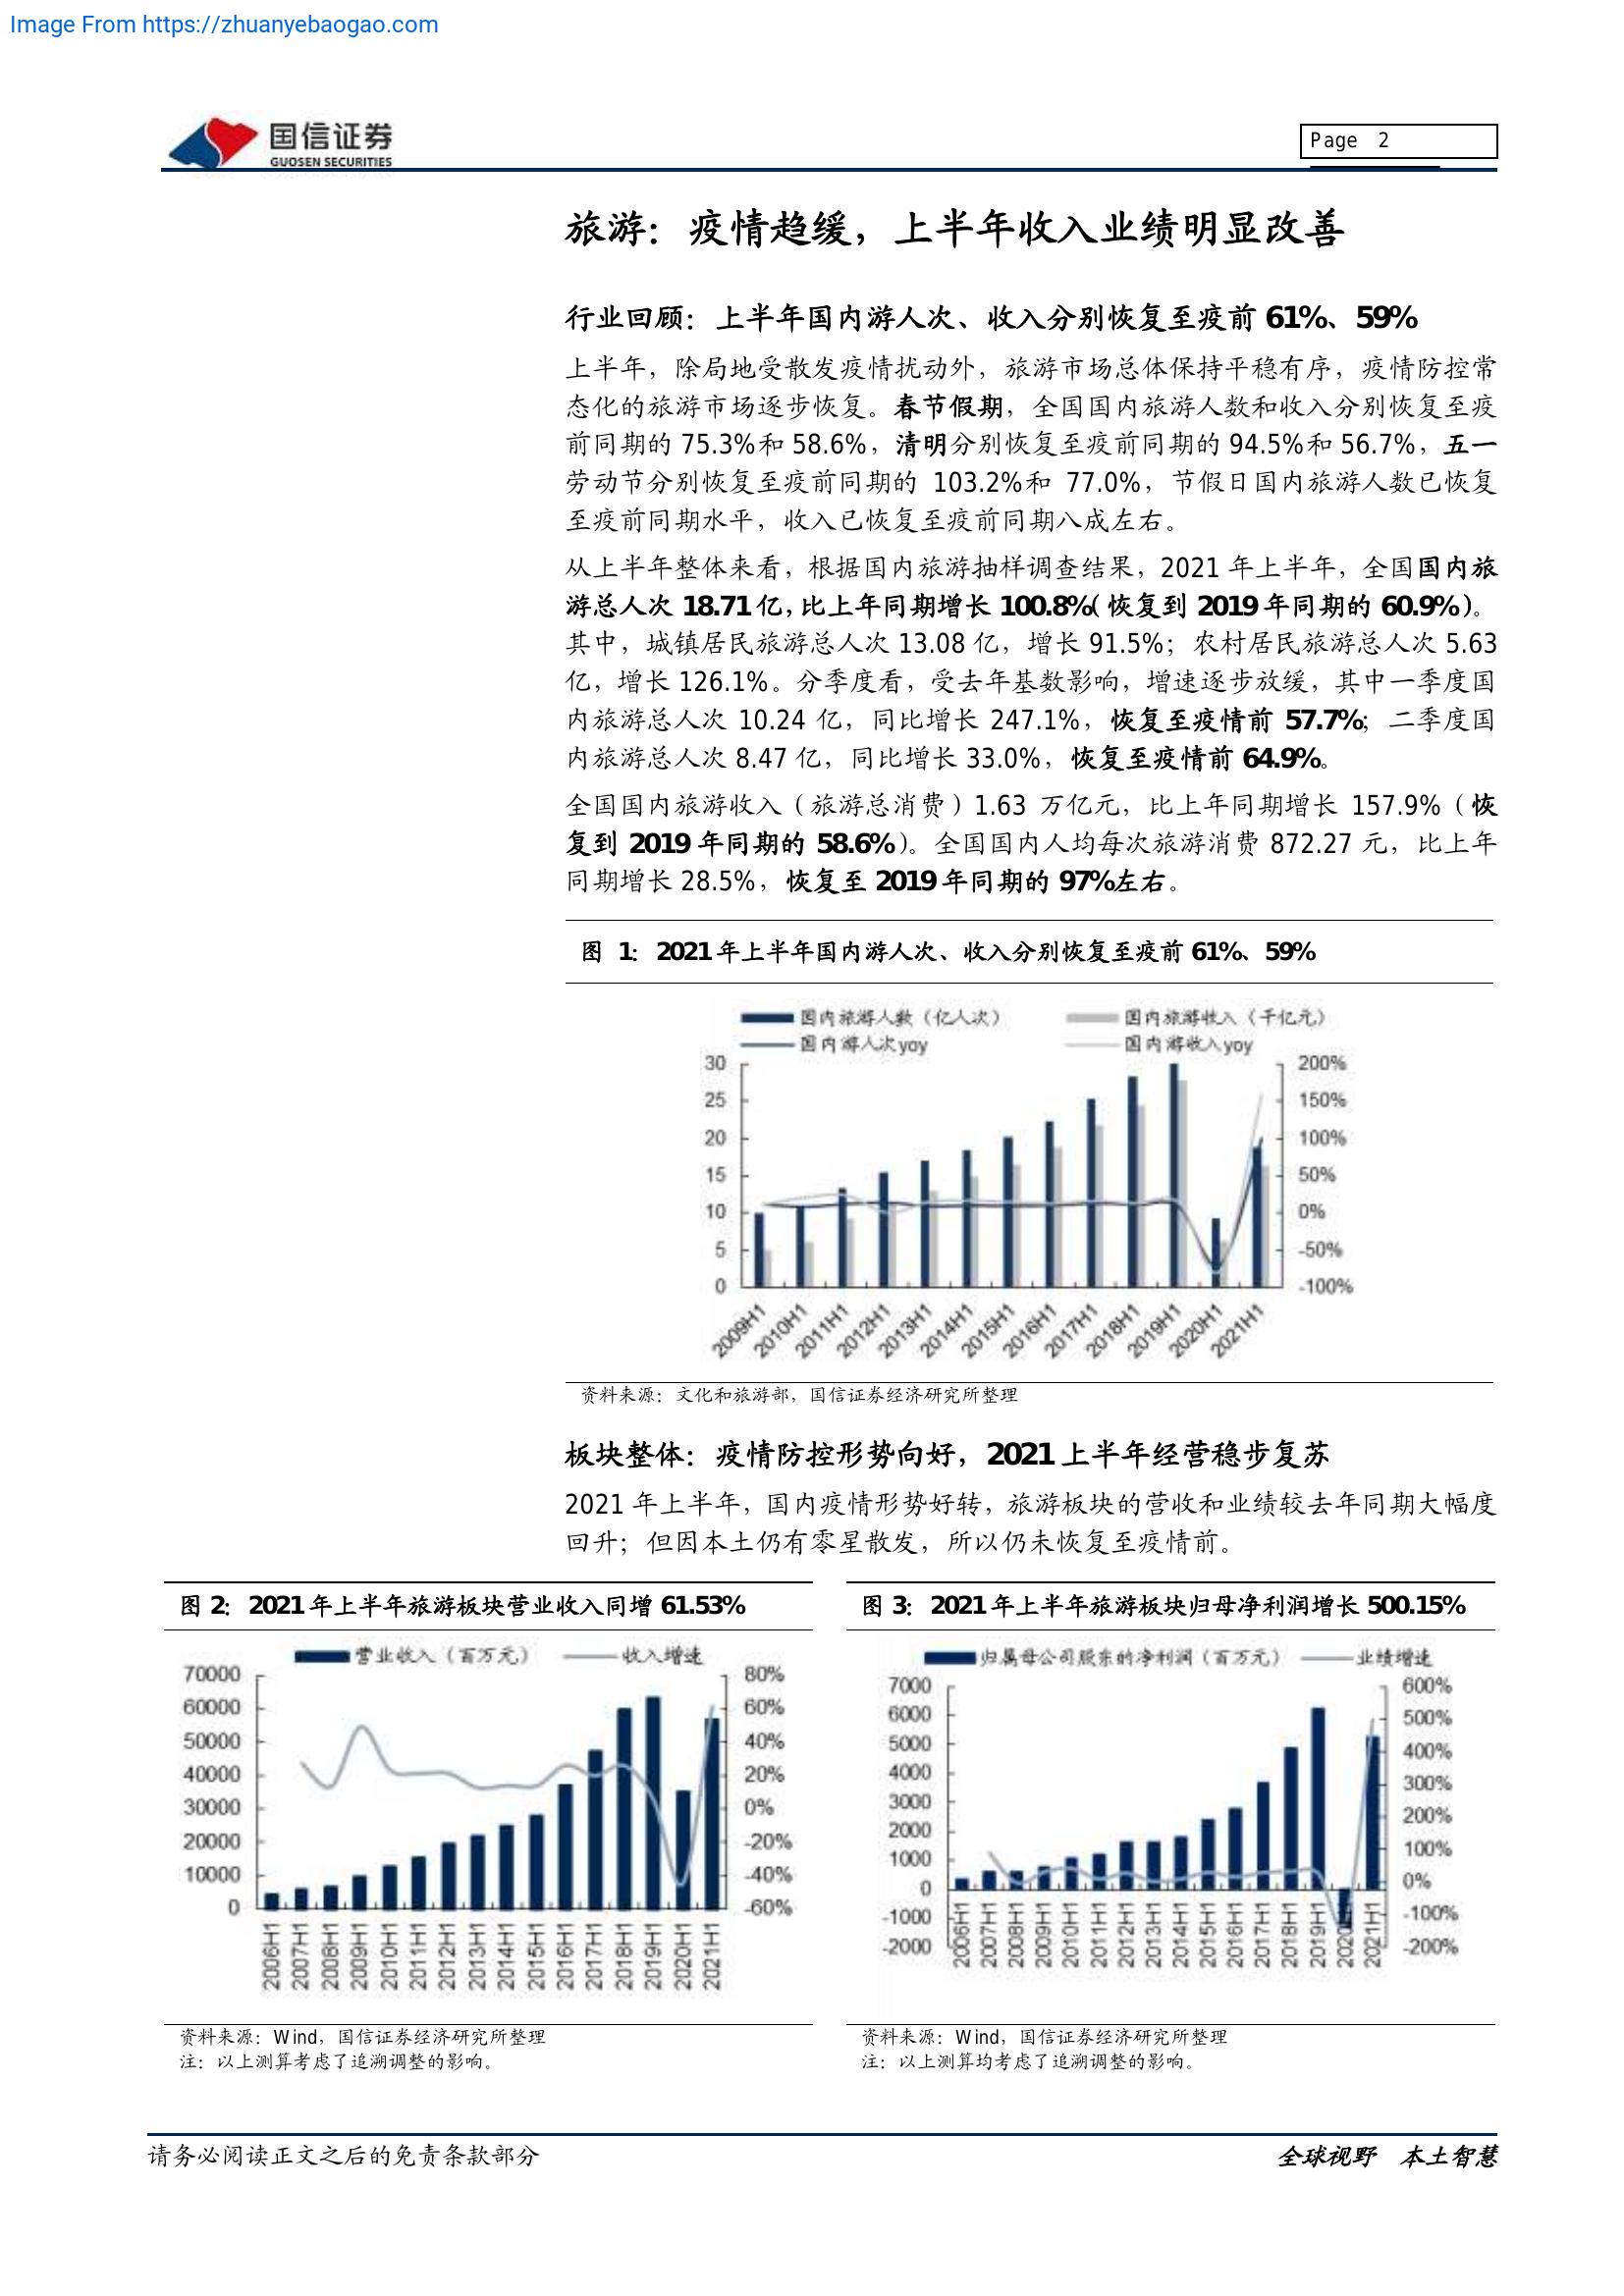 Image From https://zhuanyebaogao.com
国信证券
GUOSEN SECURITIES
Page 2
旅游：疫情趋缓，上半年收入业绩明显改善
行业回顾：上半年国内游人次、收入分别恢复至疫前 61%、59%
上半年，除局地受散发疫情扰动外，旅游市场总体保持平稳有序，疫情防控常
态化的旅游市场逐步恢复。春节假期，全国国内旅游人数和收入分别恢复至疫
前同期的 75.3%和 58.6%，清明分别恢复至疫前同期的 94.5%和 56.7%，五一
劳动节分别恢复至疫前同期的 103.2%和 77.0%，节假日国内旅游人数已恢复
至疫前同期水平，收入已恢复至疫前同期八成左右。
从上半年整体来看，根据国内旅游抽样调查结果，2021 年上半年，全国国内旅
游总人次 18.71 亿，比上年同期增长 100.8%（恢复到 2019 年同期的 60.9%）。
其中，城镇居民旅游总人次 13.08 亿，增长 91.5%；农村居民旅游总人次 5.63
亿，增长 126.1%。分季度看，受去年基数影响，增速逐步放缓，其中一季度国
内旅游总人次 10.24 亿，同比增长 247.1%，恢复至疫情前 57.7%；二季度国
内旅游总人次 8.47 亿，同比增长 33.0%，恢复至疫情前 64.9%。
全国国内旅游收入（旅游总消费）1.63 万亿元，比上年同期增长 157.9%（恢
复到 2019 年同期的 58.6%）。全国国内人均每次旅游消费 872.27 元，比上年
同期增长 28.5%，恢复至 2019 年同期的 97%左右。
图 1：2021 年上半年国内游人次、收入分别恢复至疫前 61%、59%
国内旅游人数（亿人次） 国内旅游收入（千亿元）
国内游人次yoy 国内游收入yoy
30 200%
25 150%
20 100%
15 50%
10 0%
5 -50%
0 -100%
2009H1 2010H1 2011H1 2012H1 2013H1 2014H1 2015H1 2016H1 2017H1 2018H1 2019H1 2020H1 2021H1
资料来源：文化和旅游部，国信证券经济研究所整理
板块整体：疫情防控形势向好，2021 上半年经营稳步复苏
2021 年上半年，国内疫情形势好转，旅游板块的营收和业绩较去年同期大幅度
回升；但因本土仍有零星散发，所以仍未恢复至疫情前。
图 2：2021 年上半年旅游板块营业收入同增 61.53%
营业收入（百万元） 收入增速
70000 80%
60000 60%
50000 40%
40000 20%
30000 0%
20000 -20%
10000 -40%
0 -60%
2006H1 2007H1 2008H1 2009H1 2010H1 2011H1 2012H1 2013H1 2014H1 2015H1 2016H1 2017H1 2018H1 2019H1 2020H1 2021H1
资料来源：Wind，国信证券经济研究所整理
注：以上测算考虑了追溯调整的影响。
图 3：2021 年上半年旅游板块归母净利润增长 500.15%
归属母公司股东的净利润（百万元） 业绩增速
7000 600%
6000 500%
5000 400%
4000 300%
3000 200%
2000 100%
1000 0%
0 -100%
-1000 -200%
-2000
2006H1 2007H1 2008H1 2009H1 2010H1 2011H1 2012H1 2013H1 2014H1 2015H1 2016H1 2017H1 2018H1 2019H1 2020 2021H1
资料来源：Wind，国信证券经济研究所整理
注：以上测算均考虑了追溯调整的影响。
请务必阅读正文之后的免责条款部分
全球视野 本土智慧